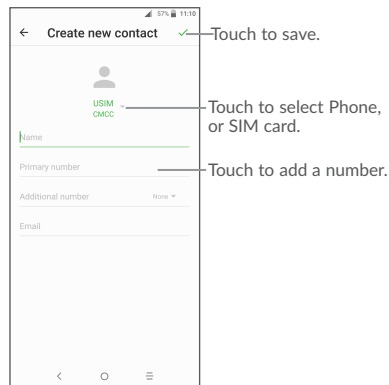 57% 11:10
Create new contact
Touch to save.
USIM
CMCC
Touch to select Phone,
or SIM card.
Name
Primary number
Touch to add a number.
Additional number None
Email